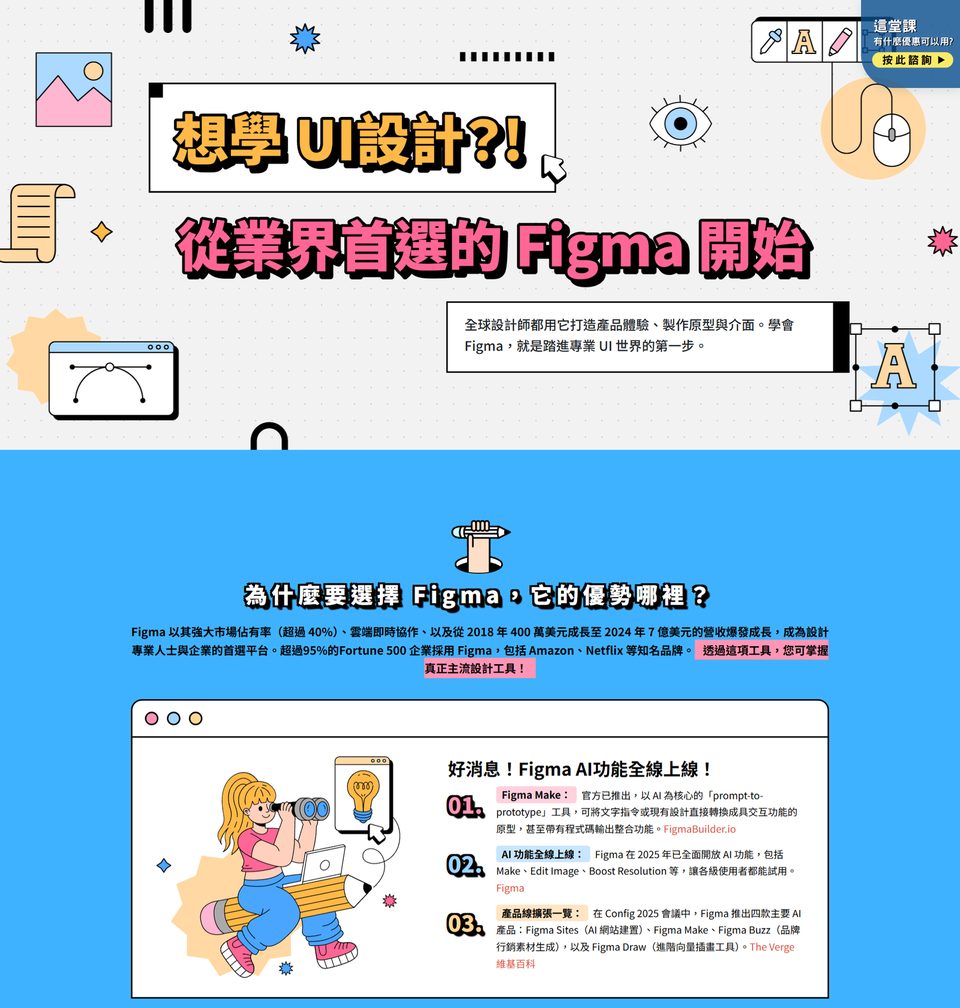 這堂課
有什麼優惠可以用?
按此諮詢 ▶
A
想學 UI設計?!
從業界首選的 Figma 開始
全球設計師都用它打造產品體驗、製作原型與介面。學會
Figma,就是踏進專業 UI 世界的第一步。
A
為什麼要選擇 Figma,它的優勢哪裡?
Figma 以其強大市場佔有率(超過 40%)、雲端即時協作、以及從 2018 年 400 萬美元成長至 2024 年 7 億美元的營收爆發成長,成為設計
專業人士與企業的首選平台。超過95%的Fortune 500 企業採用 Figma,包括 Amazon、Netflix 等知名品牌。 透過這項工具,您可掌握
真正主流設計工具!
好消息!Figma AI功能全線上線!
01. Figma Make: 官方已推出,以 AI 為核心的「prompt-to-
prototype」工具,可將文字指令或現有設計直接轉換成具交互功能的
原型,甚至帶有程式碼輸出整合功能。FigmaBuilder.io
02. AI 功能全線上線: Figma 在 2025 年已全面開放 AI 功能,包括
Make、Edit Image、Boost Resolution 等,讓各級使用者都能試用。
Figma
03. 產品線擴張一覽: 在 Config 2025 會議中,Figma 推出四款主要 AI
產品:Figma Sites(AI 網站建置)、Figma Make、Figma Buzz(品牌
行銷素材生成),以及 Figma Draw(進階向量插畫工具)。The Verge
維基百科